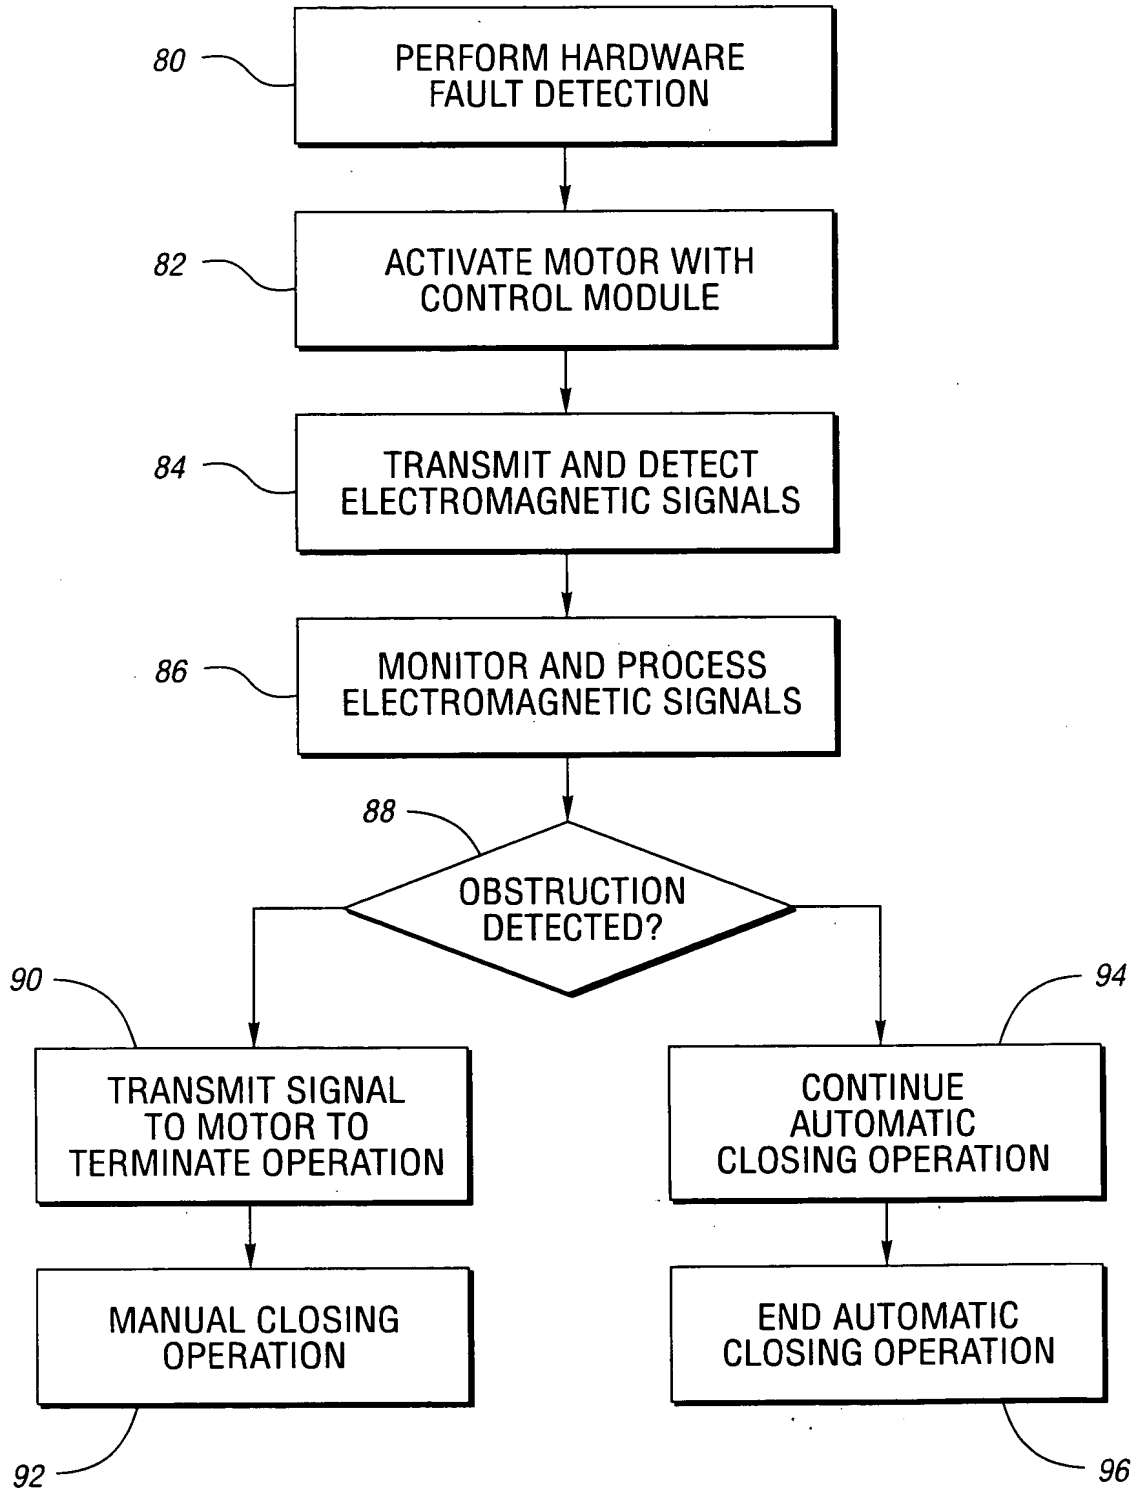 80
PERFORM HARDWARE
FAULT DETECTION
82
ACTIVATE MOTOR WITH
CONTROL MODULE
84
TRANSMIT AND DETECT
ELECTROMAGNETIC SIGNALS
86
MONITOR AND PROCESS
ELECTROMAGNETIC SIGNALS
88
OBSTRUCTION
DETECTED?
90
TRANSMIT SIGNAL
TO MOTOR TO
TERMINATE OPERATION
94
CONTINUE
AUTOMATIC
CLOSING OPERATION
MANUAL CLOSING
OPERATION
92
END AUTOMATIC
CLOSING OPERATION
96